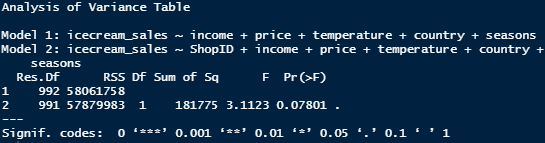 Analysis of Variance Table

Model 1: icecream_sales ~ income + price + temperature + country + seasons
Model 2: icecream_sales ~ ShopID + income + price + temperature + country +
    seasons
  Res.Df      RSS Df Sum of Sq      F  Pr(>F)
1    992 58061758
2    991 57879983  1    181775 3.1123 0.07801 .
---
Signif. codes:  0 ‘***’ 0.001 ‘**’ 0.01 ‘*’ 0.05 ‘.’ 0.1 ‘ ’ 1